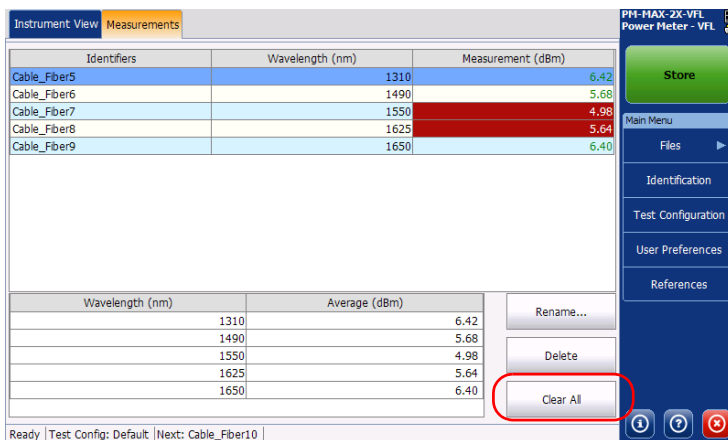 Instrument View Measurements
PM-MAX-2X-VFL
Power Meter - VFL
Identifiers Wavelength (nm) Measurement (dBm)
Cable_Fiber5 1310 6.42
Cable_Fiber6 1490 5.68
Cable_Fiber7 1550 4.98
Cable_Fiber8 1625 5.64
Cable_Fiber9 1650 6.40
Store
Main Menu
Files
Identification
Test Configuration
User Preferences
References
Wavelength (nm) Average (dBm)
1310 6.42
1490 5.68
1550 4.98
1625 5.64
1650 6.40
Rename...
Delete
Clear All
Ready Test Config: Default Next: Cable_Fiber10